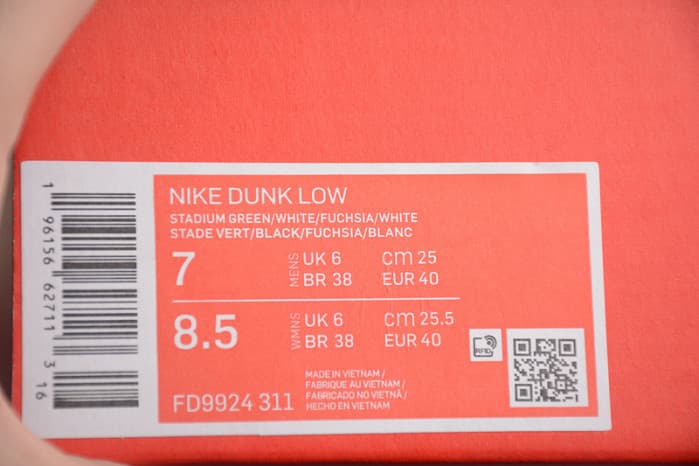 NIKE DUNK LOW
STADIUM GREEN/WHITE/FUCHSIA/WHITE
STADE VERT/BLACK/FUCHSIA/BLANC
7 MENS UK 6 CM 25
BR 38 EUR 40
8.5 WMNS UK 6 CM 25.5
BR 38 EUR 40
RFID
MADE IN VIETNAM /
FABRIQUE AU VIETNAM /
FABRICADO NO VIETNÃ /
HECHO EN VIETNAM
FD9924 311
1 96156 62711 3 16